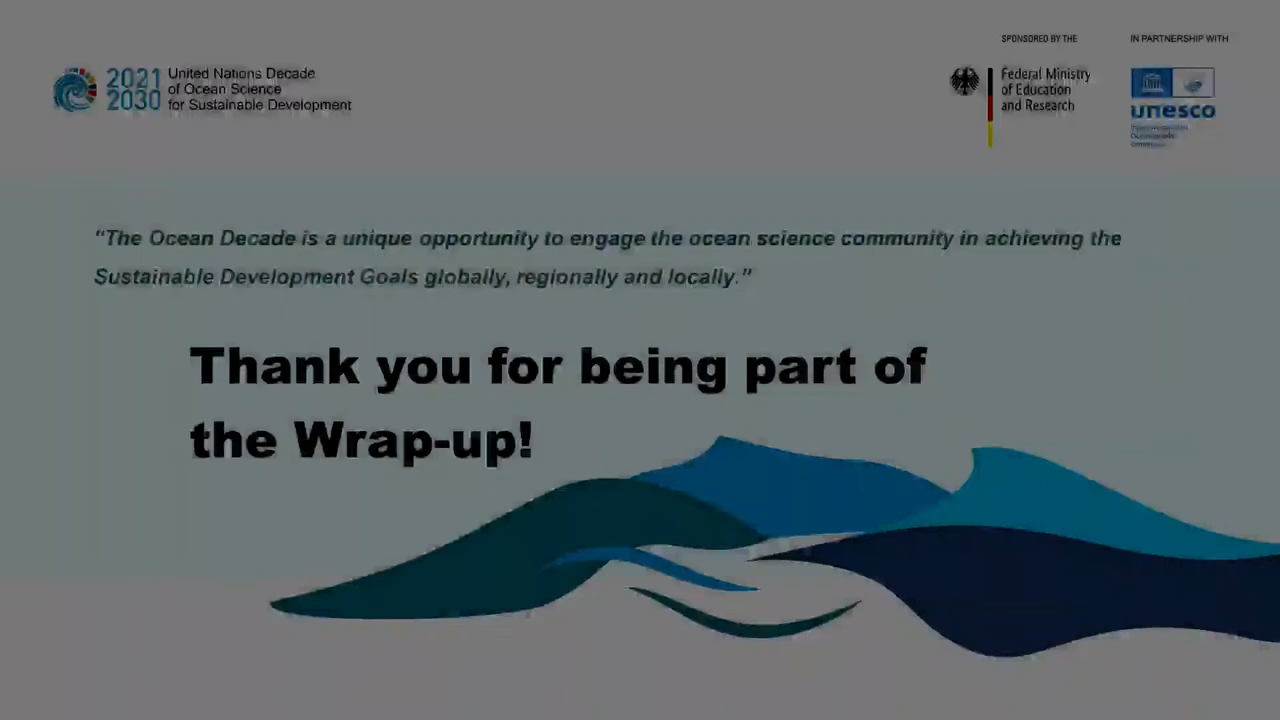 SPONSORED BY THE
IN PARTNERSHIP WITH
2021
2030
United Nations Decade
of Ocean Science
for Sustainable Development
Federal Ministry
of Education
and Research
unesco
"The Ocean Decade is a unique opportunity to engage the ocean science community in achieving the
Sustainable Development Goals globally, regionally and locally."
Thank you for being part of
the Wrap-up!